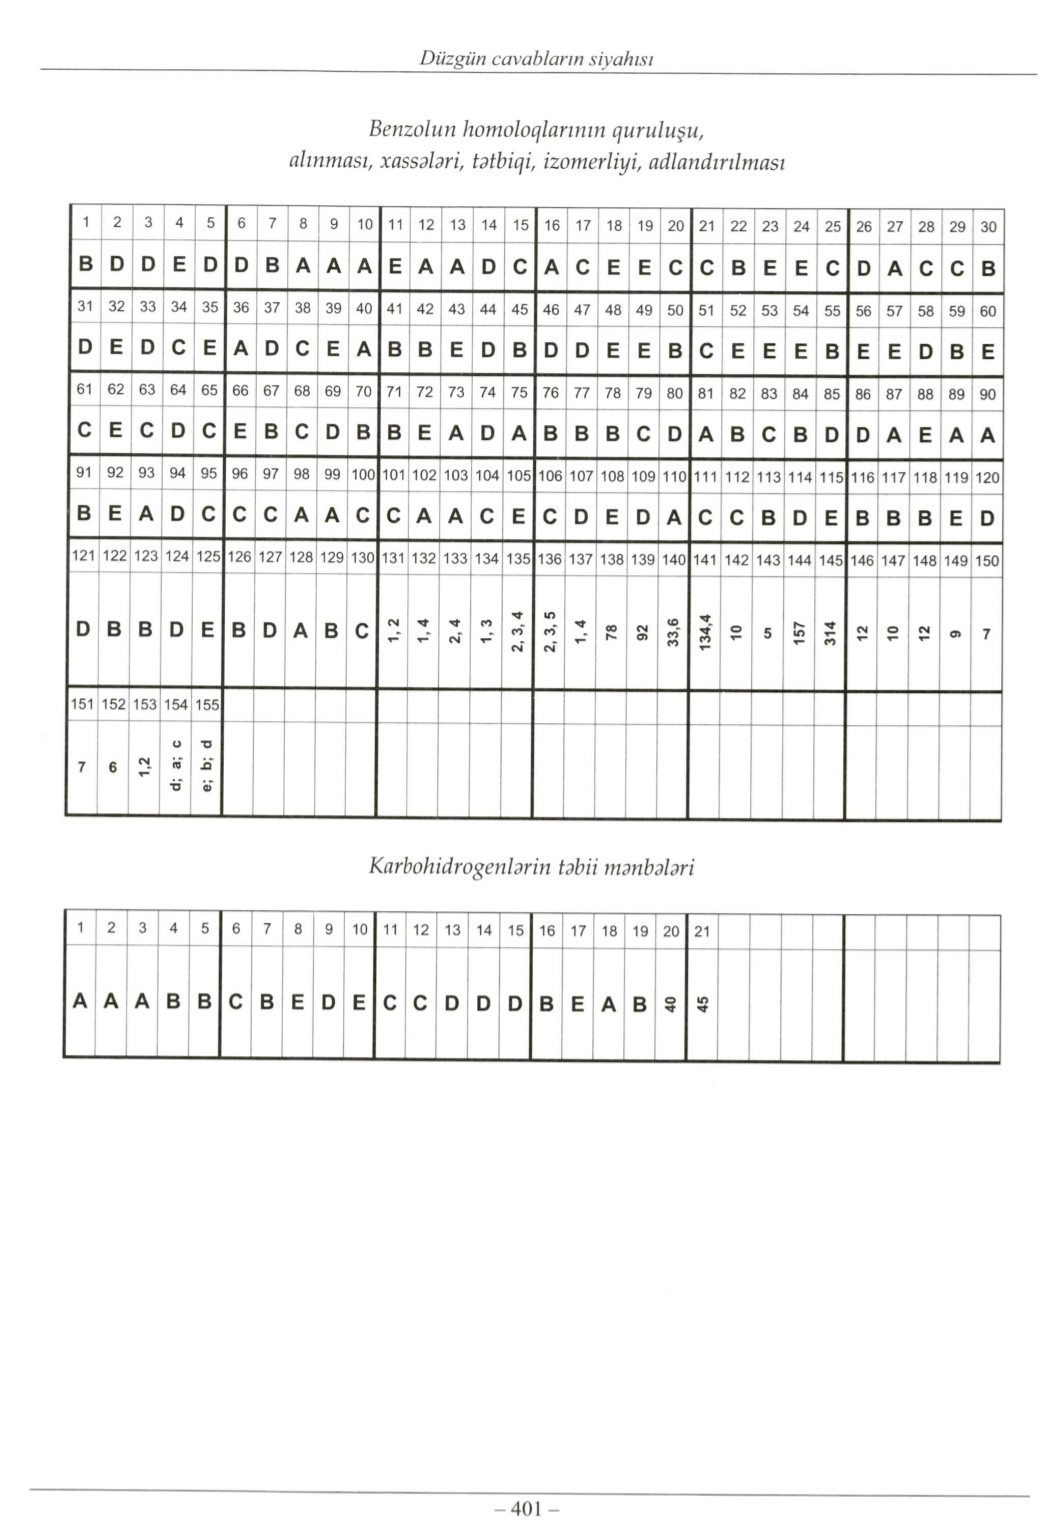 Düzgün cavabların siyahısı
Benzolun homoloqlarının quruluşu,
alınması, xassələri, tətbiqi, izomerliyi, adlandırılması
1 2 3 4 5 6 7 8 9 10 11 12 13 14 15 16 17 18 19 20 21 22 23 24 25 26 27 28 29 30
B D D E D D B A A A E A A D C A C E E C C B E E C D A C C B
31 32 33 34 35 36 37 38 39 40 41 42 43 44 45 46 47 48 49 50 51 52 53 54 55 56 57 58 59 60
D E D C E A D C E A B B E D B D D E E B C E E E B E E D B E
61 62 63 64 65 66 67 68 69 70 71 72 73 74 75 76 77 78 79 80 81 82 83 84 85 86 87 88 89 90
C E C D C E B C D B B E A D A B B B C D A B C B D D A E A A
91 92 93 94 95 96 97 98 99 100 101 102 103 104 105 106 107 108 109 110 111 112 113 114 115 116 117 118 119 120
B E A D C C C A A C C A A C E C D E D A C C B D E B B B E D
121 122 123 124 125 126 127 128 129 130 131 132 133 134 135 136 137 138 139 140 141 142 143 144 145 146 147 148 149 150
D B B D E B D A B C 1, 2 1, 4 2, 4 1, 3 2, 3, 4 2, 3, 5 1, 4 78 92 33,6 134,4 10 5 157 314 12 10 12 9 7
151 152 153 154 155
7 6 1,2 d; a; c e; b; d
Karbohidrogenlərin təbii mənbələri
1 2 3 4 5 6 7 8 9 10 11 12 13 14 15 16 17 18 19 20 21
A A A B B C B E D E C C D D D B E A B 40 45
– 401 –